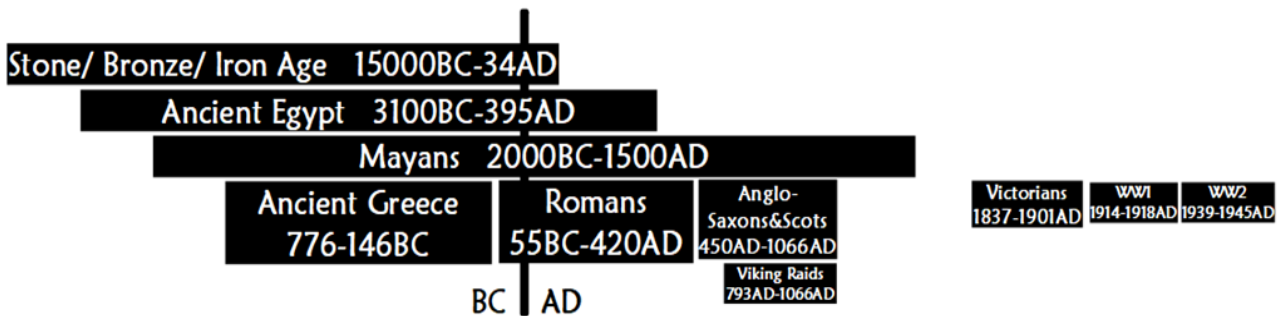 Stone/ Bronze/ Iron Age 15000BC-34AD
Ancient Egypt 3100BC-395AD
Mayans 2000BC-1500AD
Ancient Greece
776-146BC
Romans
55BC-420AD
Anglo-
Saxons&Scots
450AD-1066AD
Viking Raids
793AD-1066AD
Victorians
1837-1901AD
WW1
1914-1918AD
WW2
1939-1945AD
BC AD